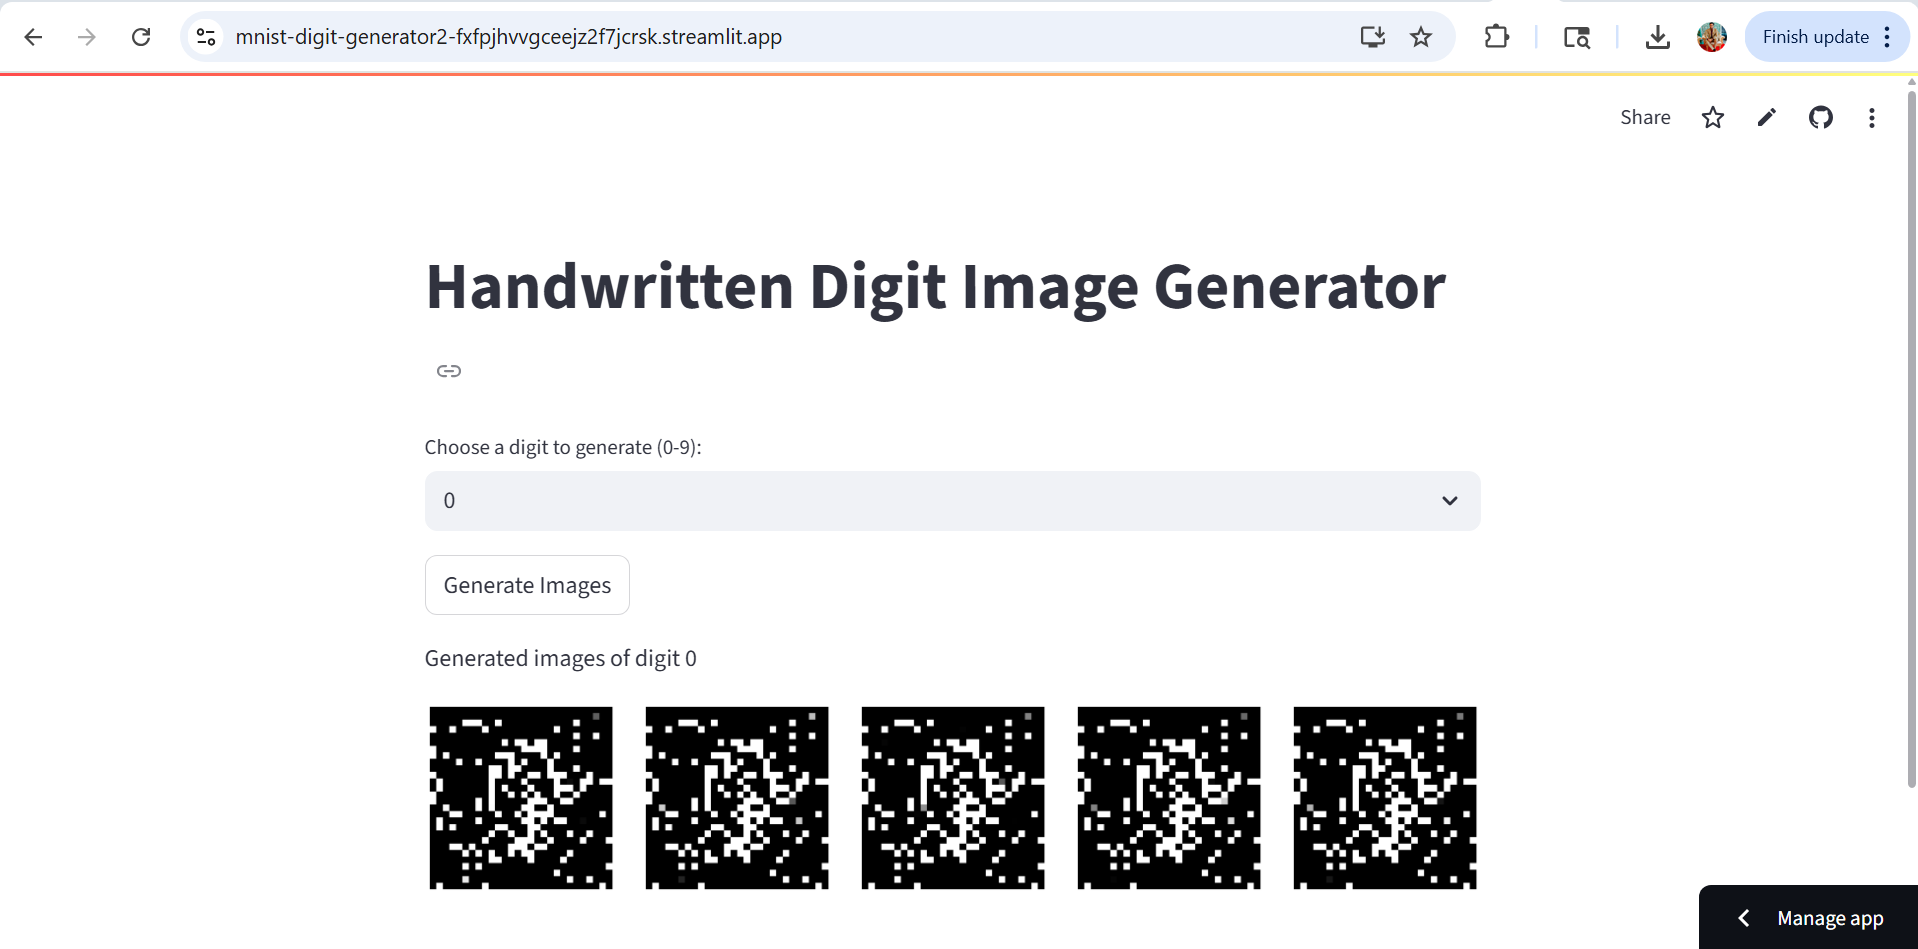 mnist-digit-generator2-fxfpjhvvgceejz2f7jcrsk.streamlit.app
Finish update
Share
Handwritten Digit Image Generator
Choose a digit to generate (0-9):
0
Generate Images
Generated images of digit 0
Manage app